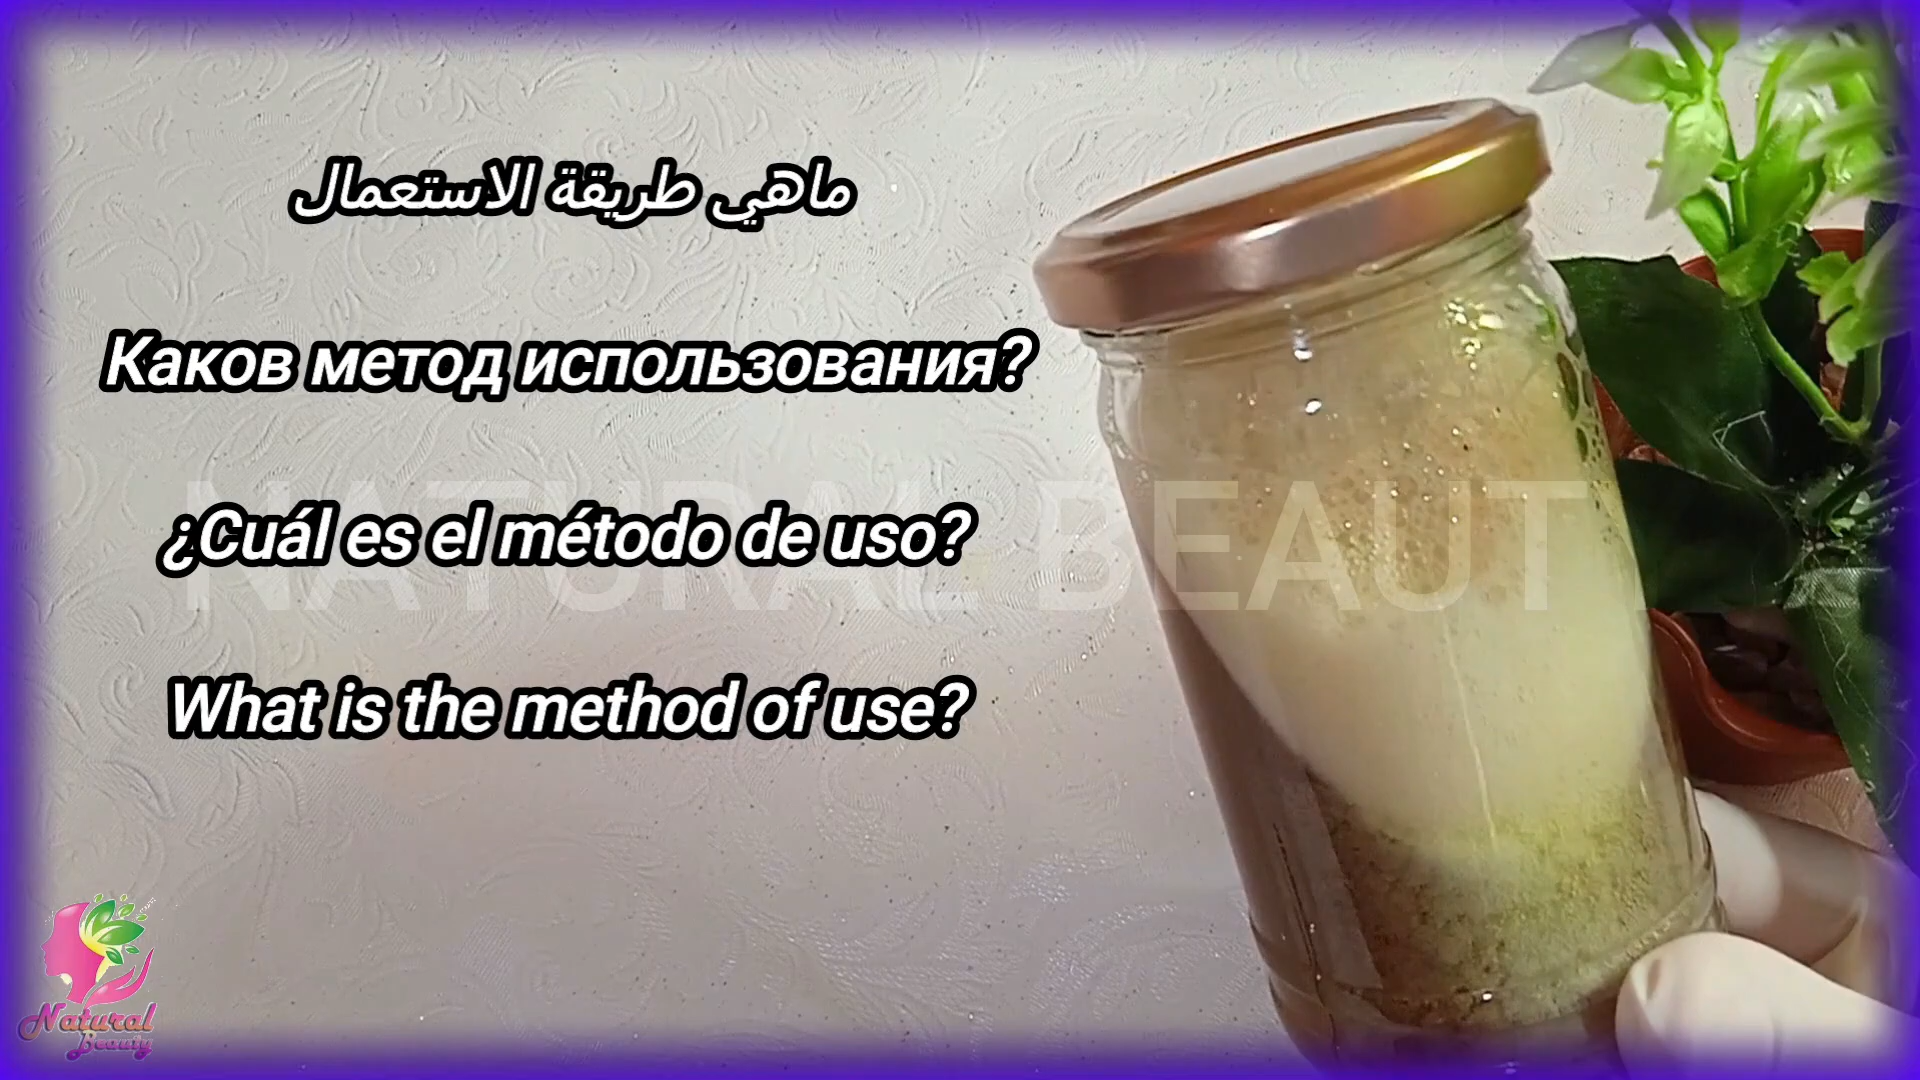 ماهي طريقة الاستعمال
Каков метод использования?
¿Cuál es el método de uso?
NATURAL BEAUTY
What is the method of use?
Natural
Beauty